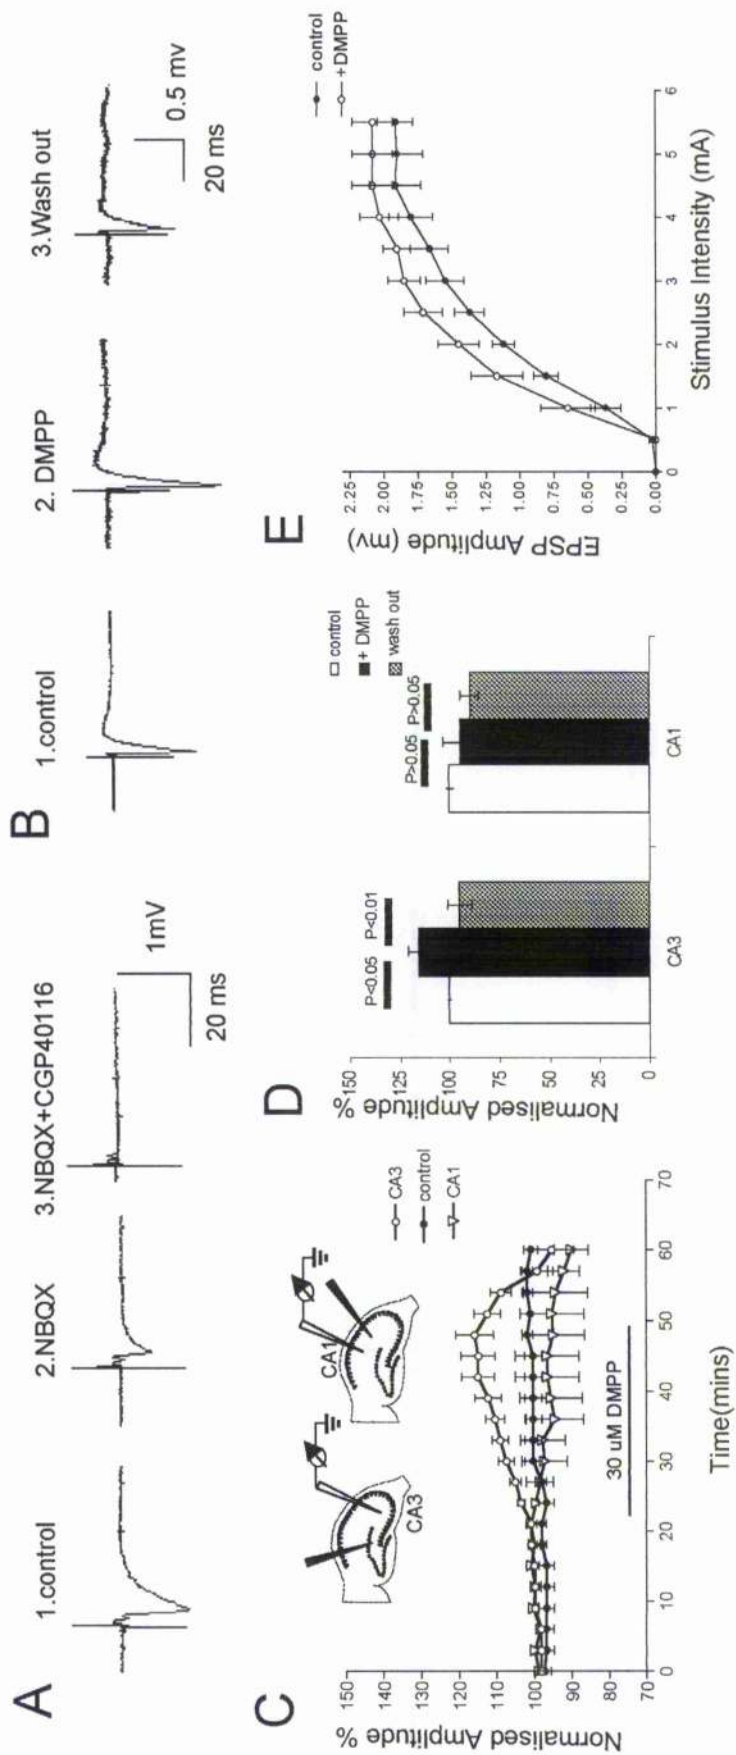 A
1.control
2.NBQX
3.NBQX+CGP40116
1mV
20 ms
B
1.control
2. DMPP
3.Wash out
0.5 mv
20 ms
C
Normalised Amplitude %
150
140
130
120
110
100
90
80
70
0
10
20
30
40
50
60
70
Time(mins)
30 uM DMPP
CA3
CA1
CA3
control
CA1
D
Normalised Amplitude %
150
125
100
75
50
25
0
P<0.05
P<0.01
P>0.05
P>0.05
control
+ DMPP
wash out
CA3
CA1
E
EPSP Amplitude (mv)
2.25
2.00
1.75
1.50
1.25
1.00
0.75
0.50
0.25
0.00
0
1
2
3
4
5
6
Stimulus Intensity (mA)
control
+DMPP